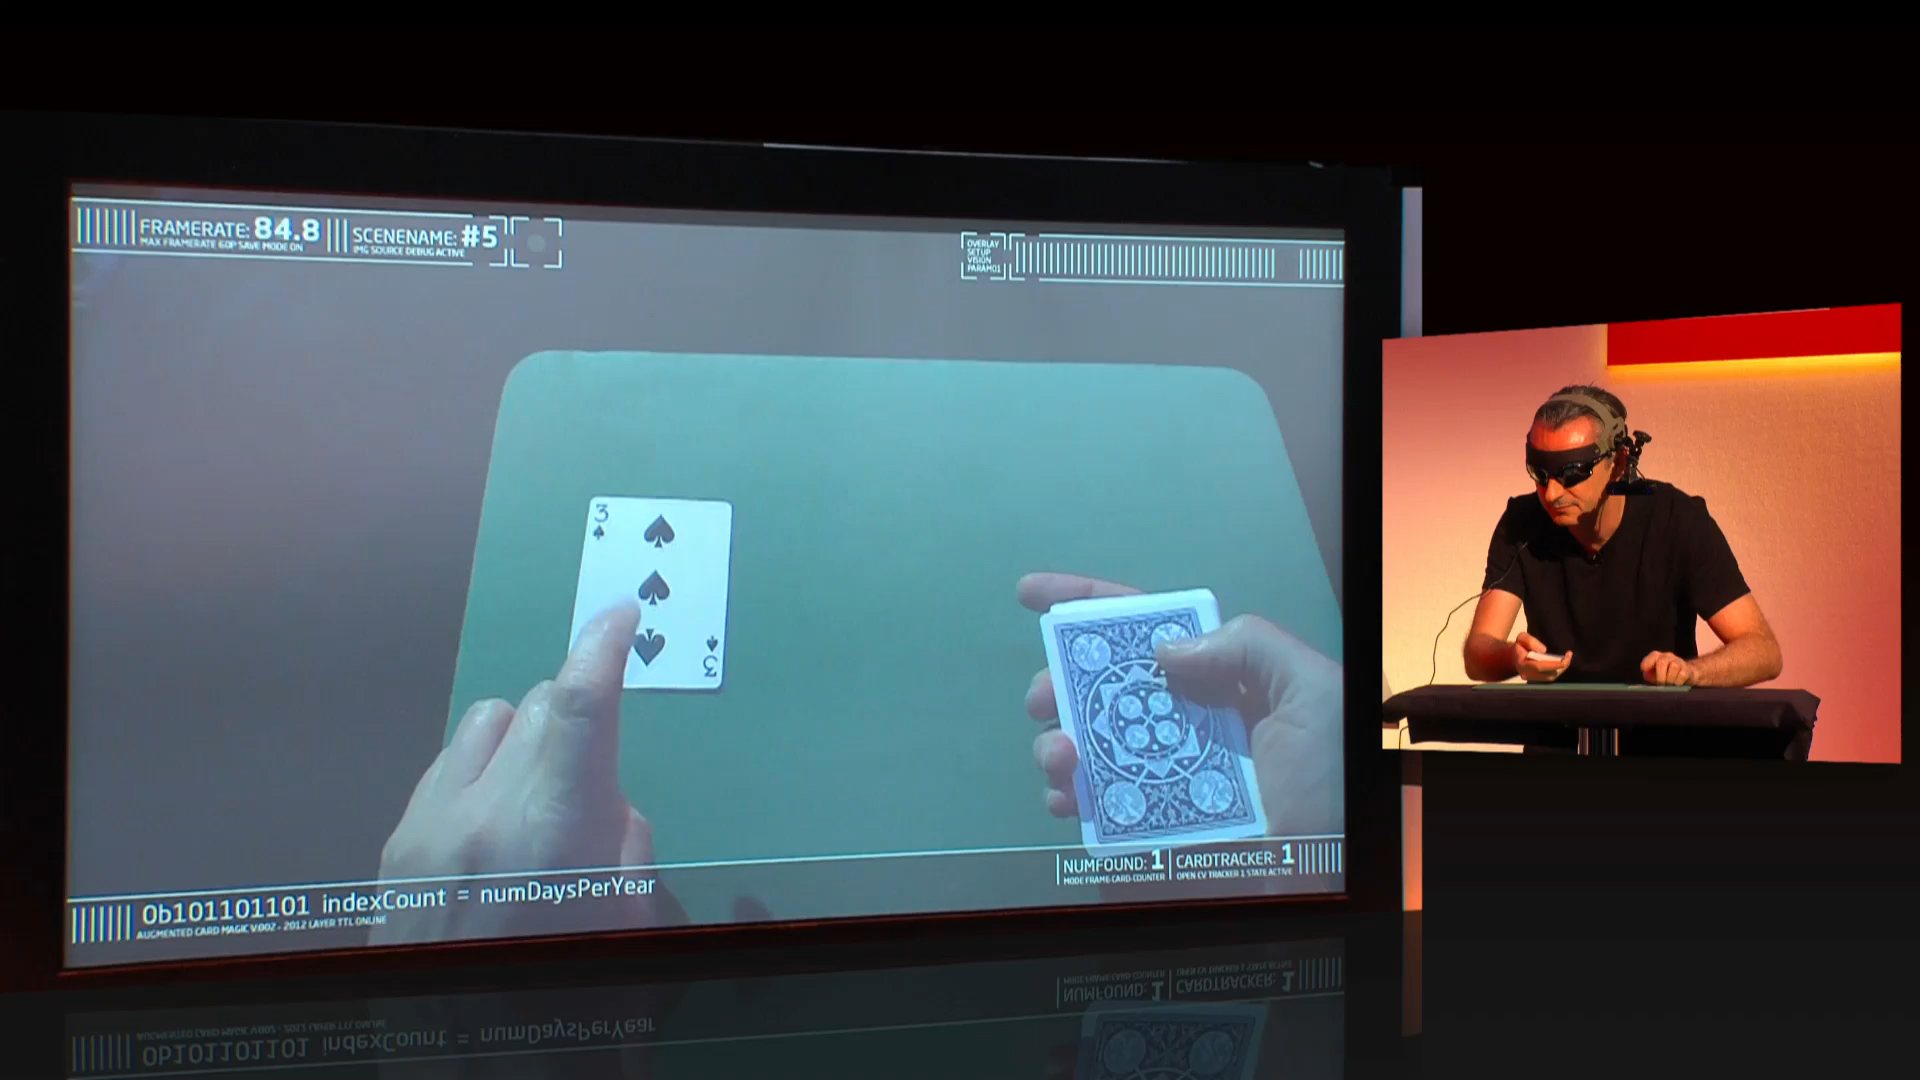 FRAMERATE: 84.8
MAX FRAMERATE 60P SAVE MODE ON
SCENENAME: #5
IMG SOURCE DEBUG ACTIVE
OVERLAY
SETUP
VISION
PARAM01
3
3
NUMFOUND: 1
MODE FRAME-CARD-COUNTER
CARDTRACKER: 1
OPEN CV TRACKER 1 STATE ACTIVE
0b101101101 indexCount = numDaysPerYear
AUGMENTED CARD MAGIC V.002 - 2012 LAYER TTL ONLINE